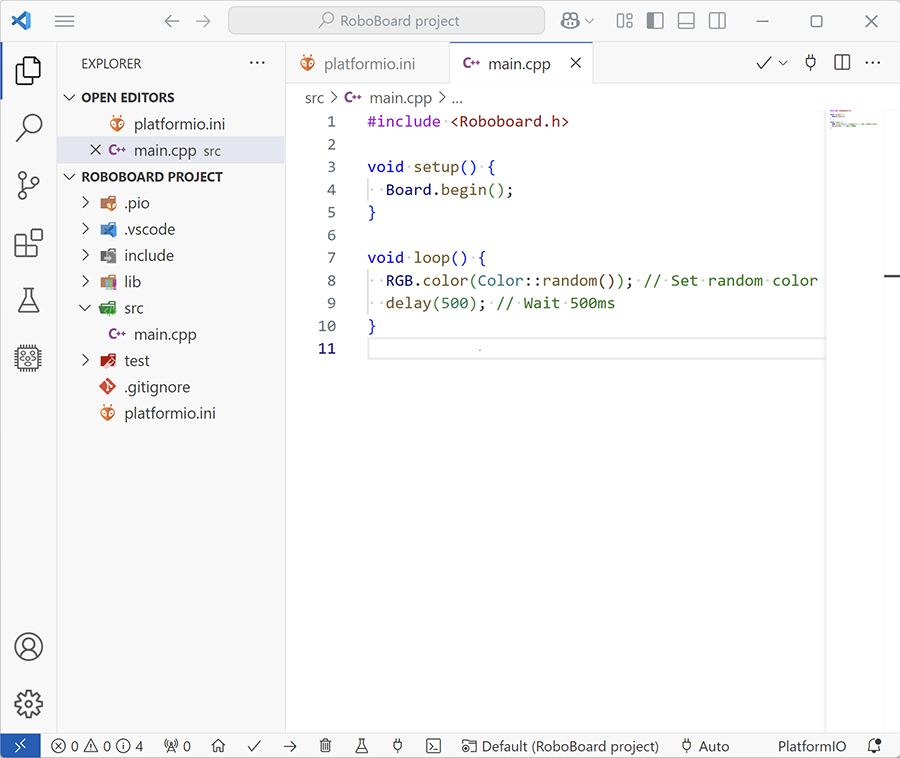 RoboBoard project
EXPLORER
OPEN EDITORS
platformio.ini
main.cpp src
ROBOBOARD PROJECT
.pio
.vscode
include
lib
src
main.cpp
test
.gitignore
platformio.ini
platformio.ini
main.cpp
src > main.cpp > ...
1 #include <Roboboard.h>
2
3 void setup() {
4 Board.begin();
5 }
6
7 void loop() {
8 RGB.color(Color::random()); // Set random color
9 delay(500); // Wait 500ms
10 }
11
0 0 4 0 Default (RoboBoard project) Auto PlatformIO